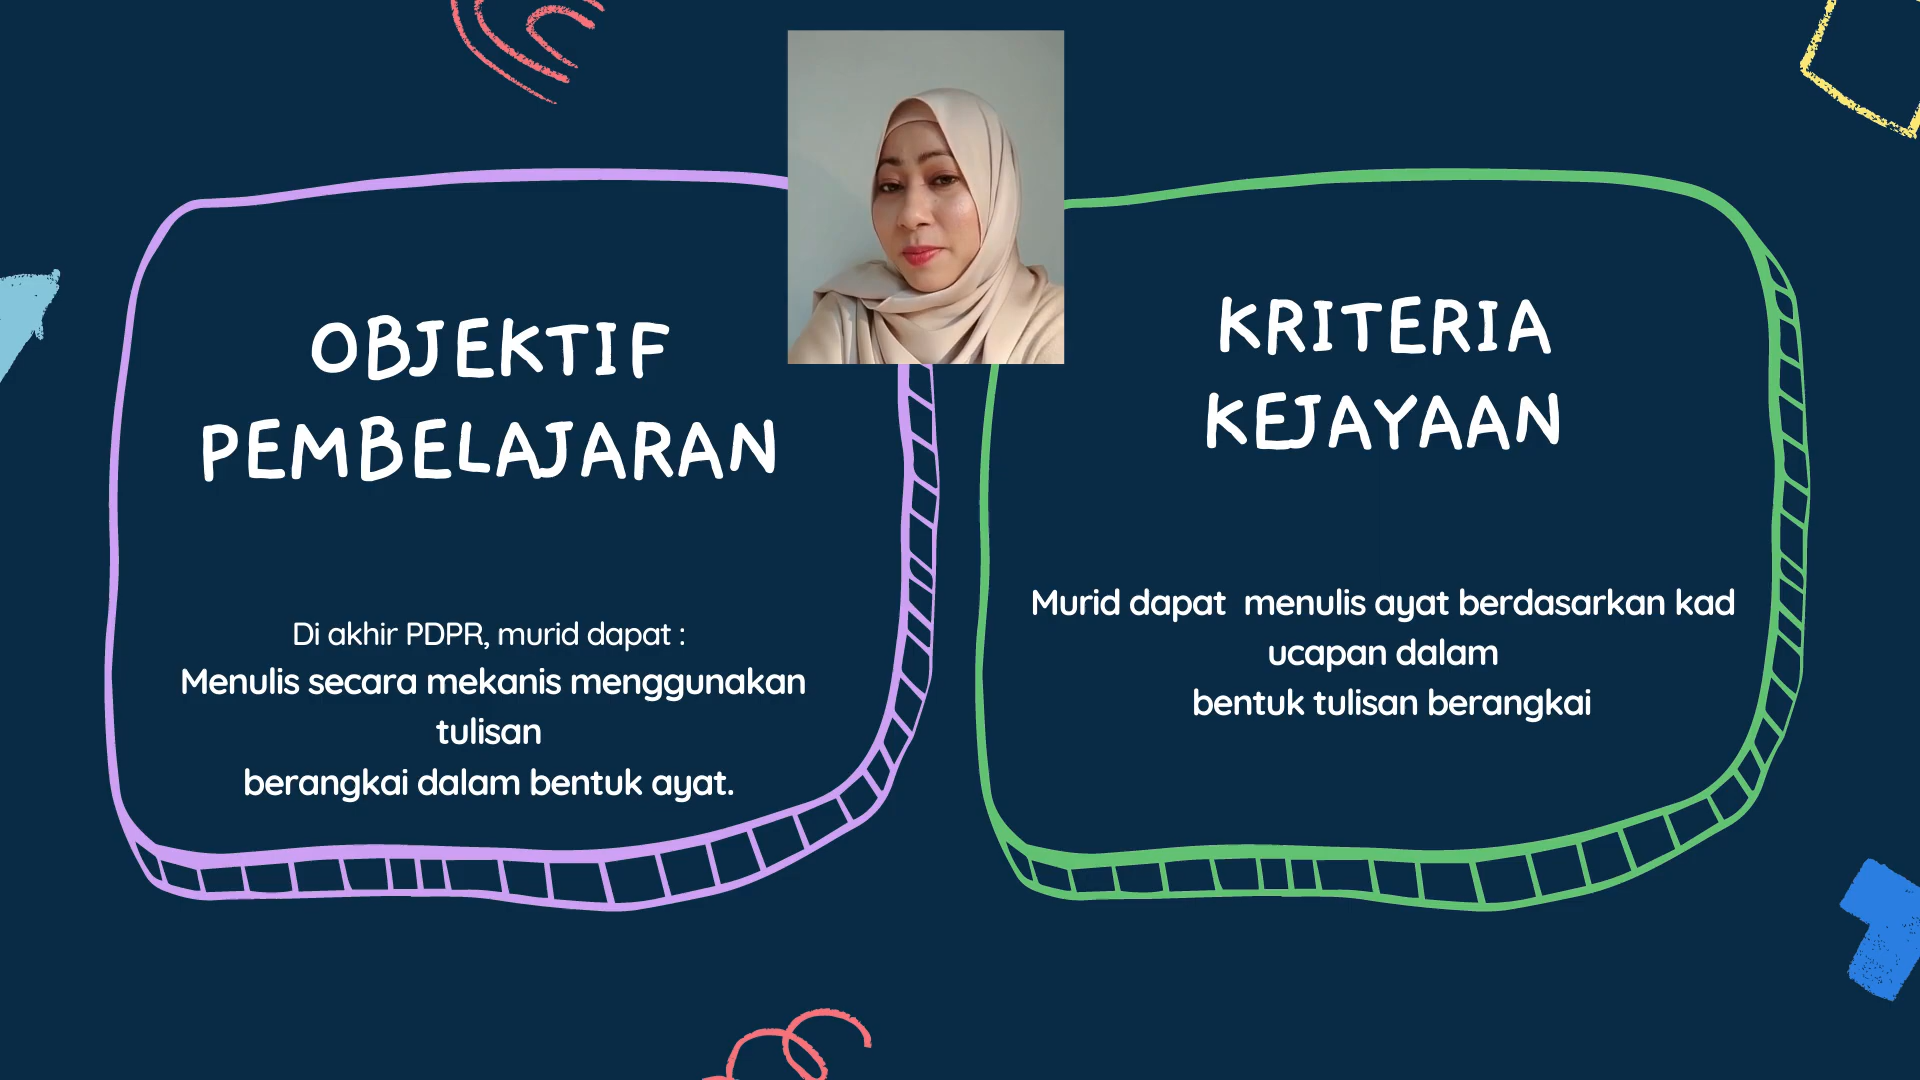 OBJEKTIF
PEMBELAJARAN
Di akhir PDPR, murid dapat :
Menulis secara mekanis menggunakan
tulisan
berangkai dalam bentuk ayat.
KRITERIA
KEJAYAAN
Murid dapat  menulis ayat berdasarkan kad
ucapan dalam
bentuk tulisan berangkai